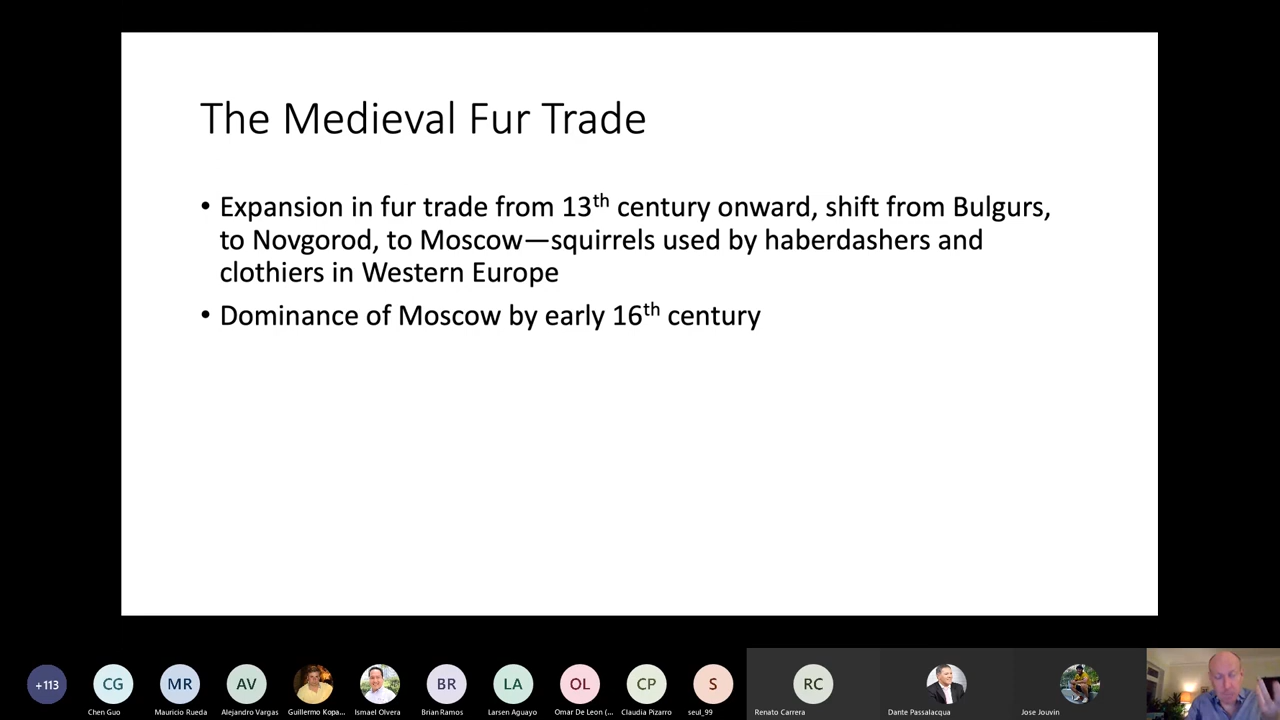 The Medieval Fur Trade
• Expansion in fur trade from 13th century onward, shift from Bulgurs,
to Novgorod, to Moscow—squirrels used by haberdashers and
clothiers in Western Europe
• Dominance of Moscow by early 16th century
+113
CG
MR
AV
BR
LA
OL
CP
S
RC
Chen Guo
Mauricio Rueda
Alejandro Vargas
Guillermo Kopa...
Ismael Olvera
Brian Ramos
Larsen Aguayo
Omar De Leon (...
Claudia Pizarro
seul_99
Renato Carrera
Dante Passalacqua
Jose Jouvin